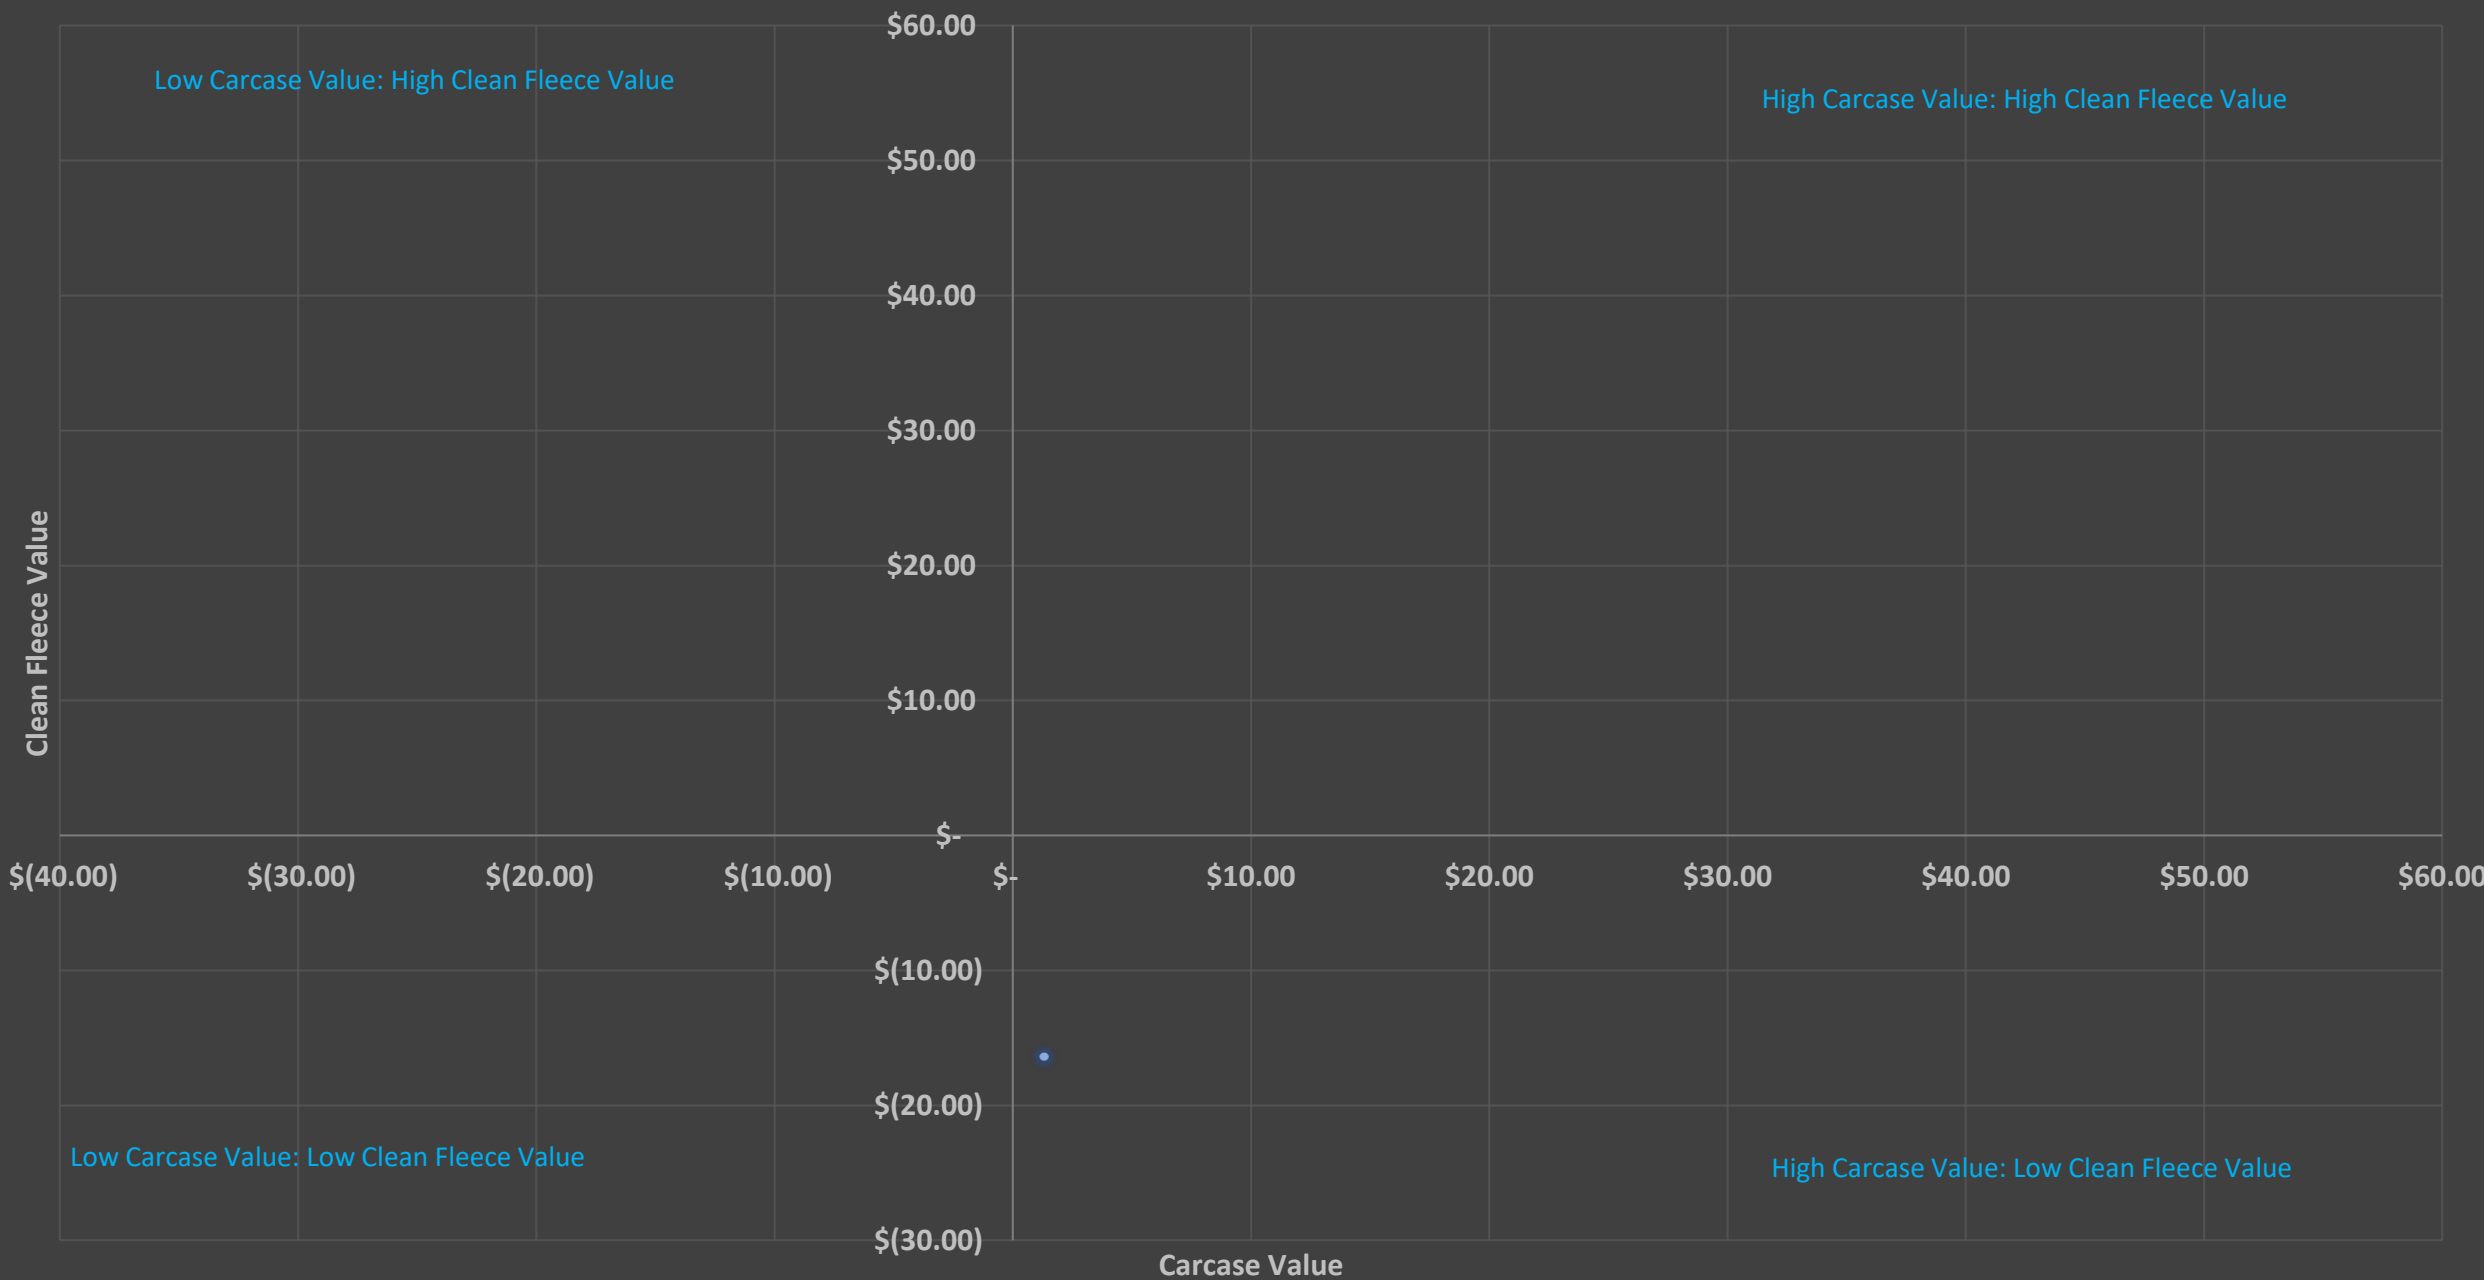 $60.00
Low Carcase Value: High Clean Fleece Value
High Carcase Value: High Clean Fleece Value
$50.00
$40.00
$30.00
Clean Fleece Value
$20.00
$10.00
$-
$(40.00) $(30.00) $(20.00) $(10.00) $- $10.00 $20.00 $30.00 $40.00 $50.00 $60.00
$(10.00)
$(20.00)
Low Carcase Value: Low Clean Fleece Value
High Carcase Value: Low Clean Fleece Value
$(30.00)
Carcase Value